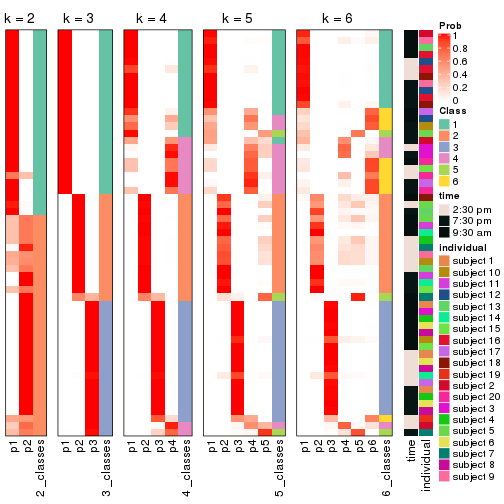 k = 2
k = 3
k = 4
k = 5
k = 6
p1
p2
2_classes
p1
p2
p3
3_classes
p1
p2
p3
p4
4_classes
p1
p2
p3
p4
p5
5_classes
p1
p2
p3
p4
p5
p6
6_classes
time
individual
Prob
1
0.8
0.6
0.4
0.2
0
Class
1
2
3
4
5
6
time
2:30 pm
7:30 pm
9:30 am
individual
subject 1
subject 10
subject 11
subject 12
subject 13
subject 14
subject 15
subject 16
subject 17
subject 18
subject 19
subject 2
subject 20
subject 3
subject 4
subject 5
subject 6
subject 7
subject 8
subject 9